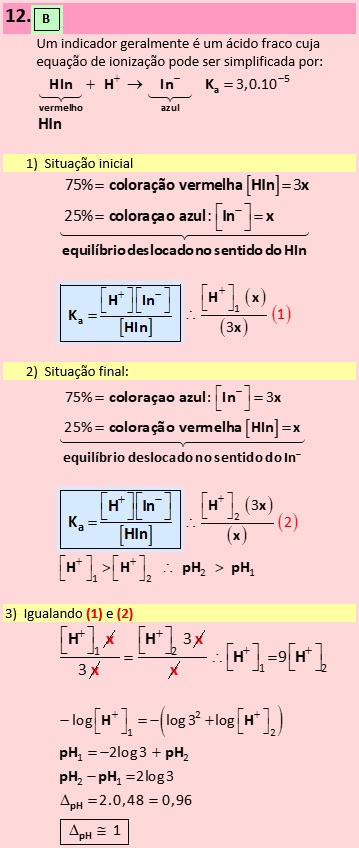 12. B
Um indicador geralmente é um ácido fraco cuja
equação de ionização pode ser simplificada por:
HIn + H⁺ → In⁻ Kₐ = 3,0.10⁻⁵
vermelho azul
HIn
1) Situação inicial
75% = coloração vermelha [HIn] = 3x
25% = coloraçao azul: [In⁻] = x
equilíbrio deslocado no sentido do HIn
Kₐ = [H⁺][In⁻] / [HIn] ∴ [H⁺]₁ (x) / (3x) (1)
2) Situação final:
75% = coloraçao azul: [In⁻] = 3x
25% = coloração vermelha [HIn] = x
equilíbrio deslocado no sentido do In⁻
Kₐ = [H⁺][In⁻] / [HIn] ∴ [H⁺]₂ (3x) / (x) (2)
[H⁺]₁ > [H⁺]₂ ∴ pH₂ > pH₁
3) Igualando (1) e (2)
[H⁺]₁ x / 3 x = [H⁺]₂ 3 x / x ∴ [H⁺]₁ = 9[H⁺]₂
−log[H⁺]₁ = −(log3² + log[H⁺]₂)
pH₁ = −2log3 + pH₂
pH₂ − pH₁ = 2log3
ΔpH = 2.0,48 = 0,96
ΔpH ≅ 1